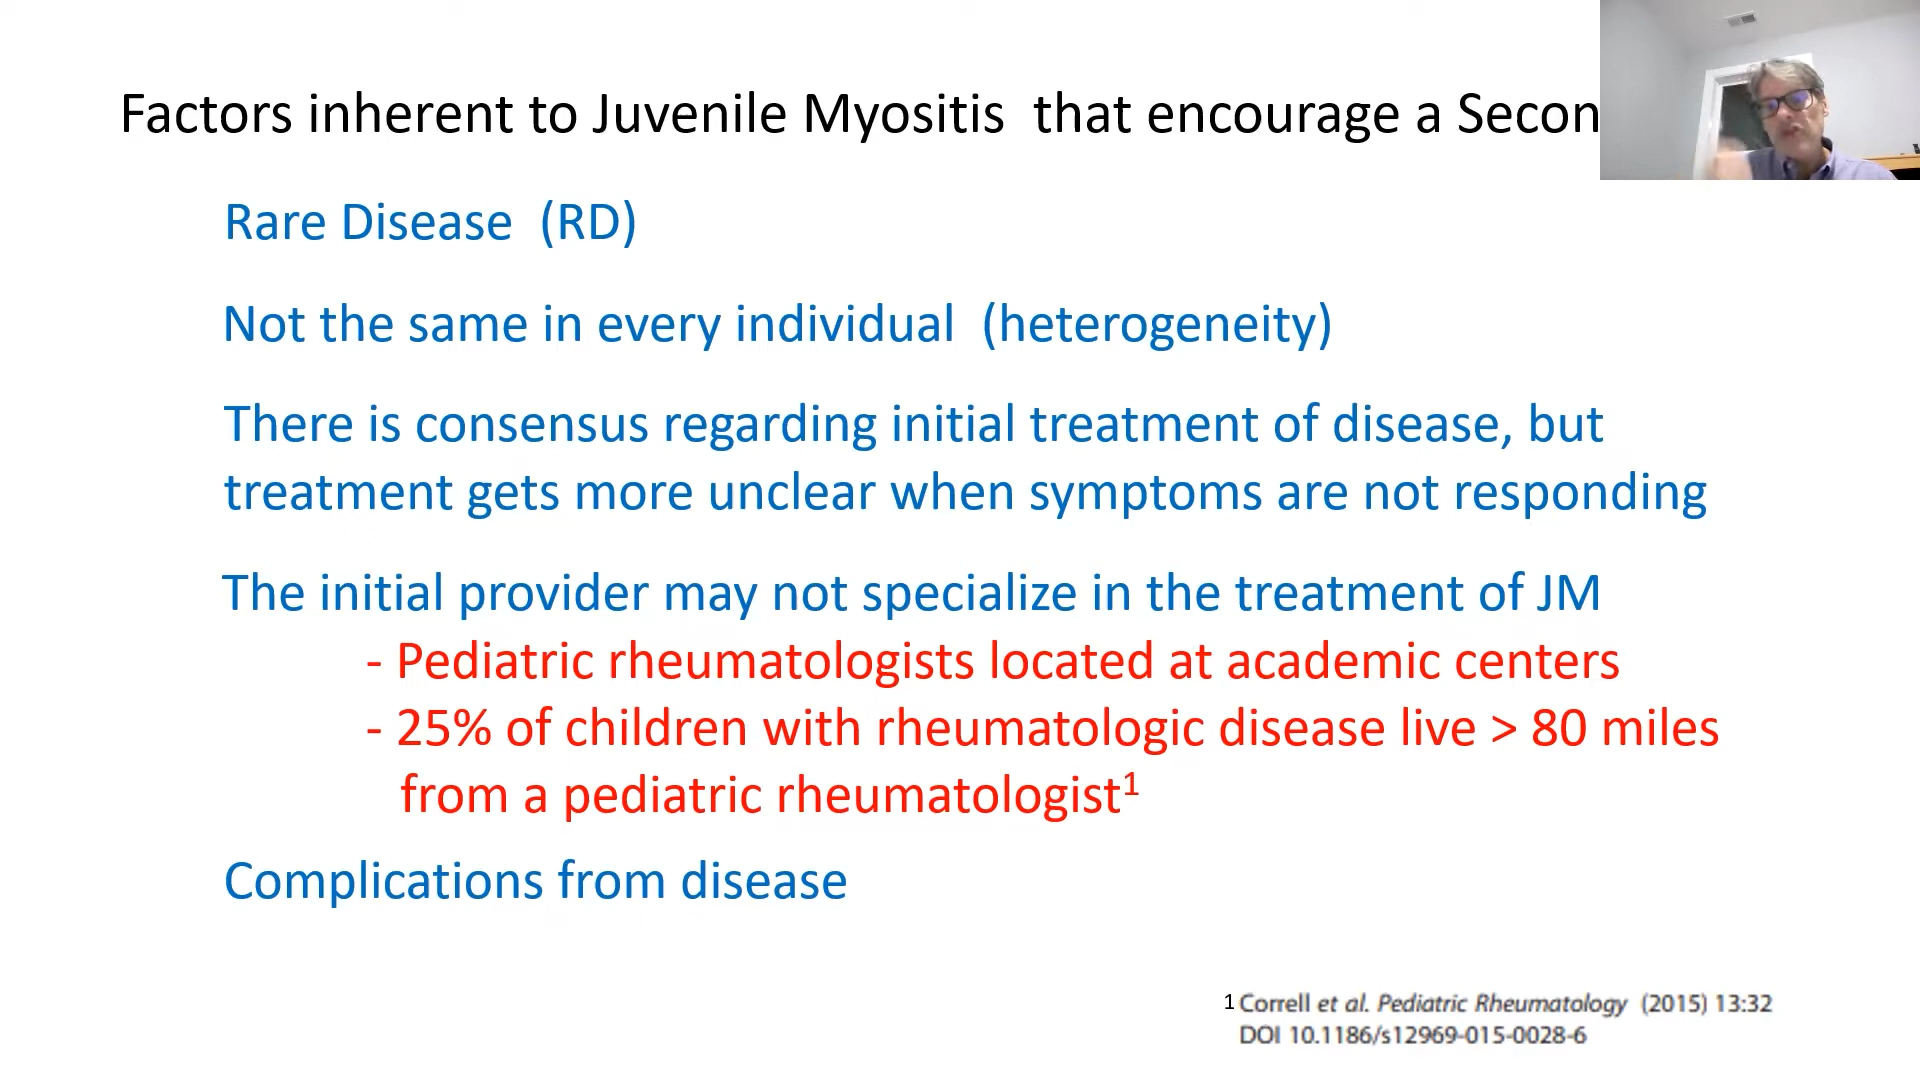 Factors inherent to Juvenile Myositis that encourage a Secon
Rare Disease (RD)
Not the same in every individual (heterogeneity)
There is consensus regarding initial treatment of disease, but
treatment gets more unclear when symptoms are not responding
The initial provider may not specialize in the treatment of JM
- Pediatric rheumatologists located at academic centers
- 25% of children with rheumatologic disease live > 80 miles
from a pediatric rheumatologist¹
Complications from disease
1 Correll et al. Pediatric Rheumatology (2015) 13:32
DOI 10.1186/s12969-015-0028-6